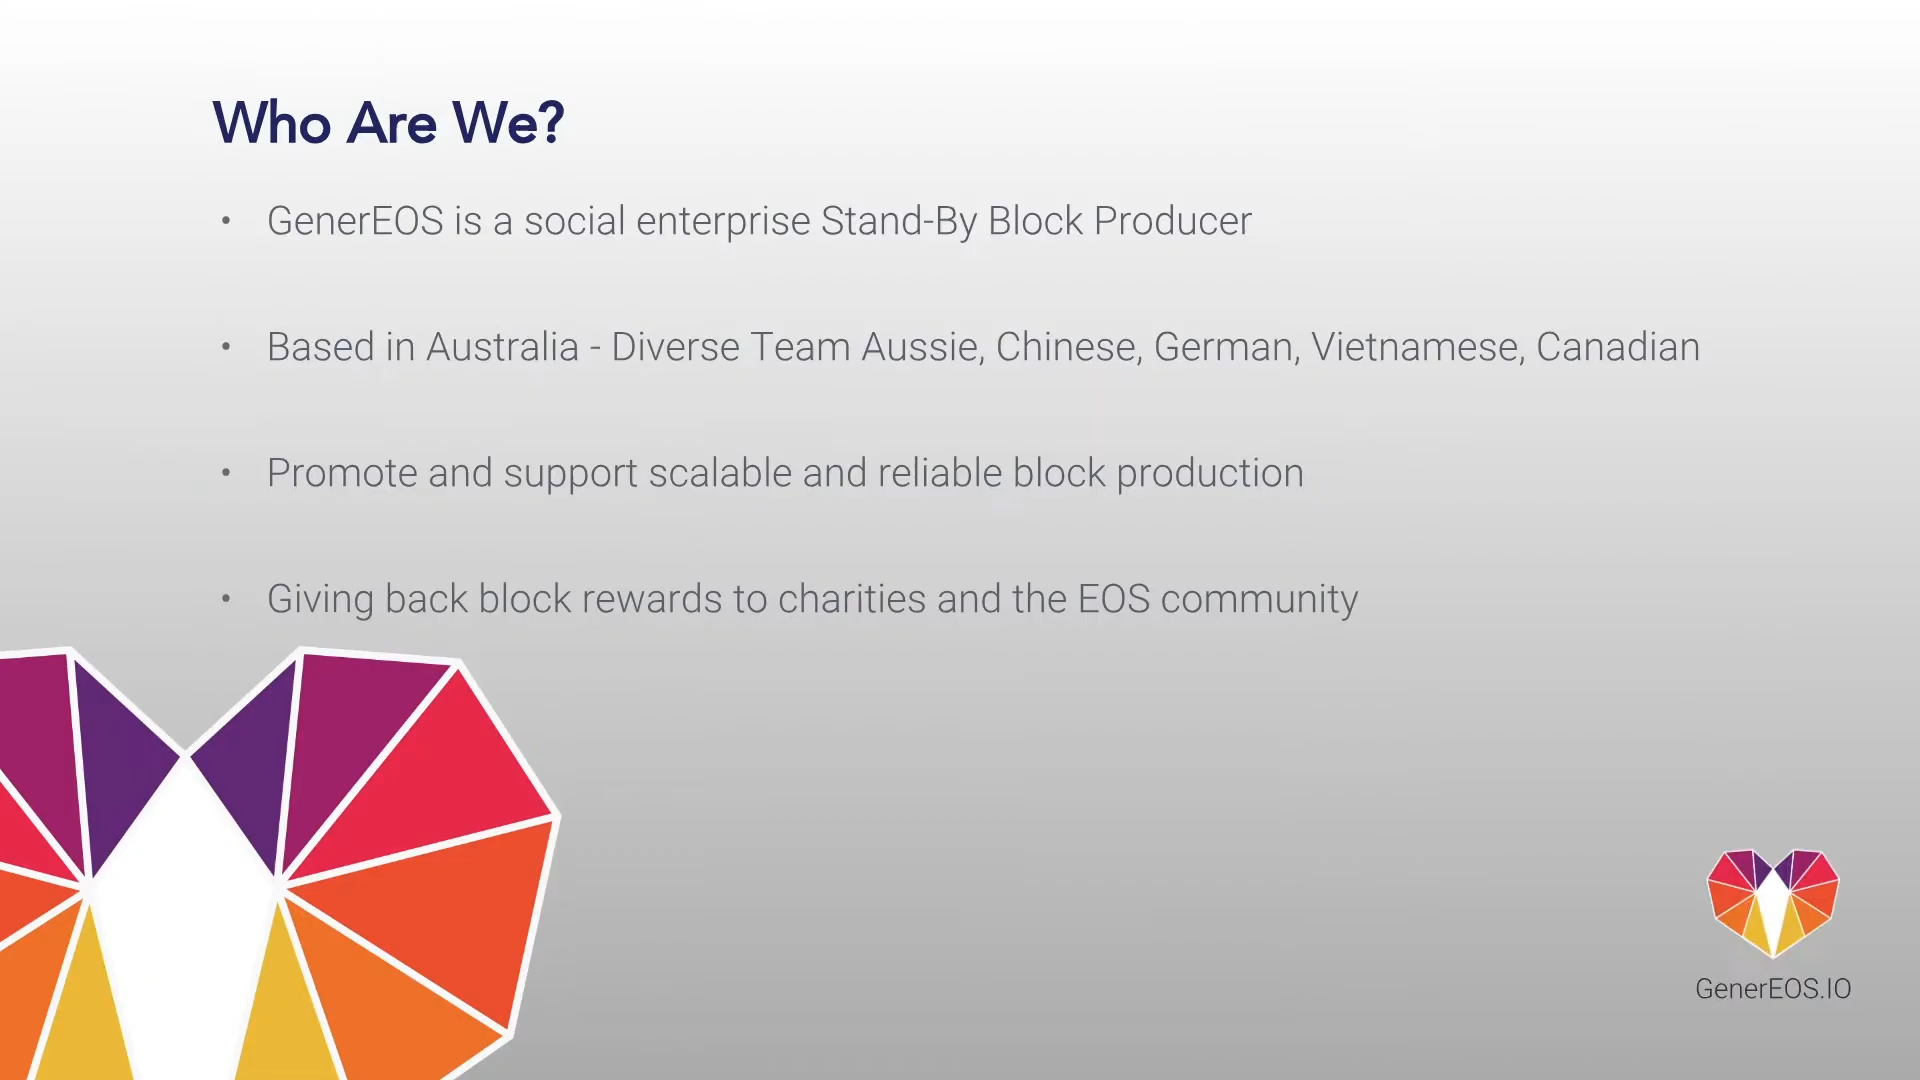 Who Are We?
• GenerEOS is a social enterprise Stand-By Block Producer
• Based in Australia - Diverse Team Aussie, Chinese, German, Vietnamese, Canadian
• Promote and support scalable and reliable block production
• Giving back block rewards to charities and the EOS community
GenerEOS.IO